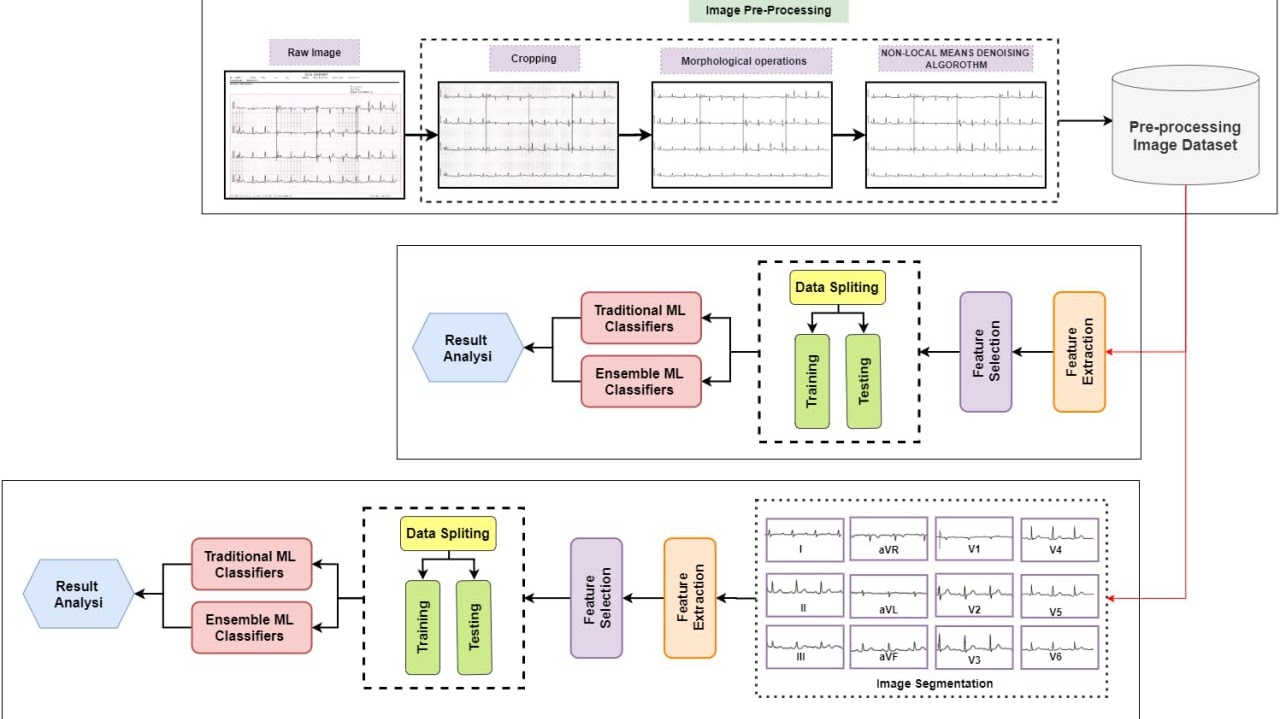 Image Pre-Processing
Raw Image
Cropping
Morphological operations
NON-LOCAL MEANS DENOISING
ALGOROTHM
Pre-processing
Image Dataset
Data Spliting
Training
Testing
Traditional ML
Classifiers
Ensemble ML
Classifiers
Result
Analysi
Feature
Selection
Feature
Extraction
Data Spliting
Training
Testing
Traditional ML
Classifiers
Ensemble ML
Classifiers
Result
Analysi
Feature
Selection
Feature
Extraction
I
aVR
V1
V4
II
aVL
V2
V5
III
aVF
V3
V6
Image Segmentation